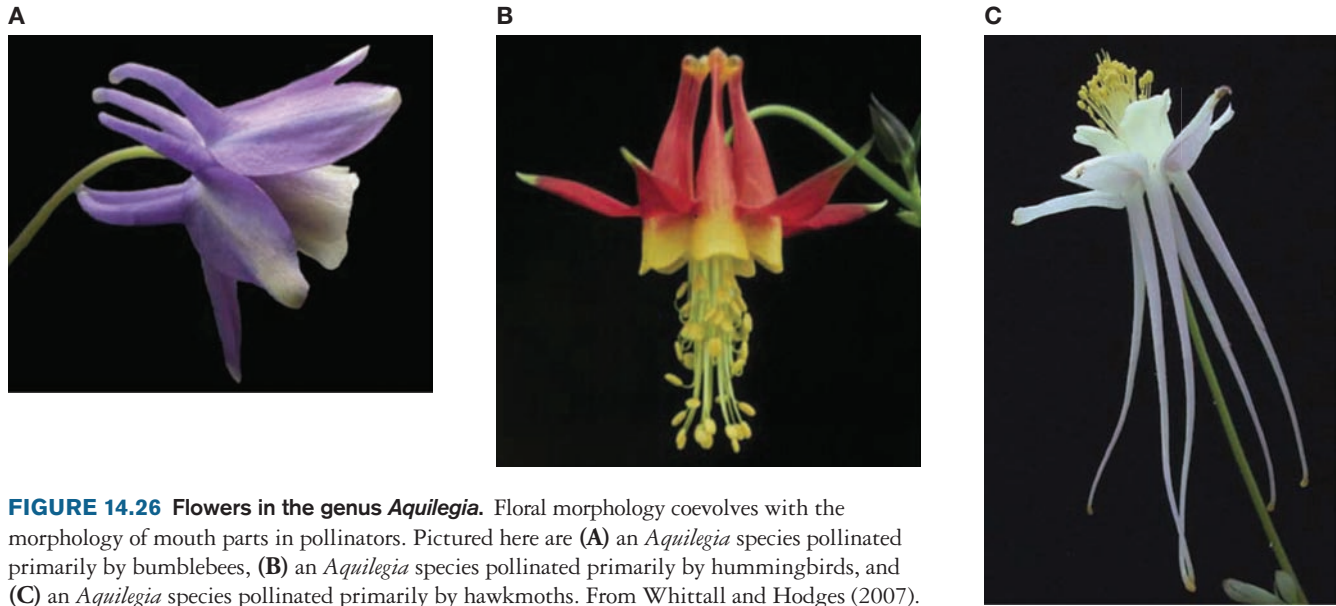 A
B
C
FIGURE 14.26 Flowers in the genus Aquilegia. Floral morphology coevolves with the
morphology of mouth parts in pollinators. Pictured here are (A) an Aquilegia species pollinated
primarily by bumblebees, (B) an Aquilegia species pollinated primarily by hummingbirds, and
(C) an Aquilegia species pollinated primarily by hawkmoths. From Whittall and Hodges (2007).